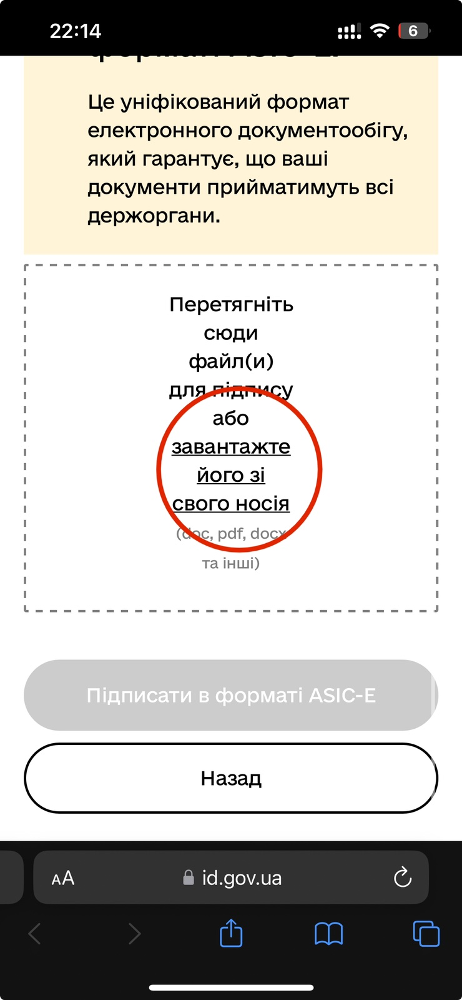 22:14
6
формат ASIC-E.
Це уніфікований формат
електронного документообігу,
який гарантує, що ваші
документи прийматимуть всі
держоргани.
Перетягніть
сюди
файл(и)
для підпису
або
завантажте
його зі
свого носія
(doc, pdf, docx
та інші)
Підписати в форматі ASIC-E
Назад
AA
id.gov.ua